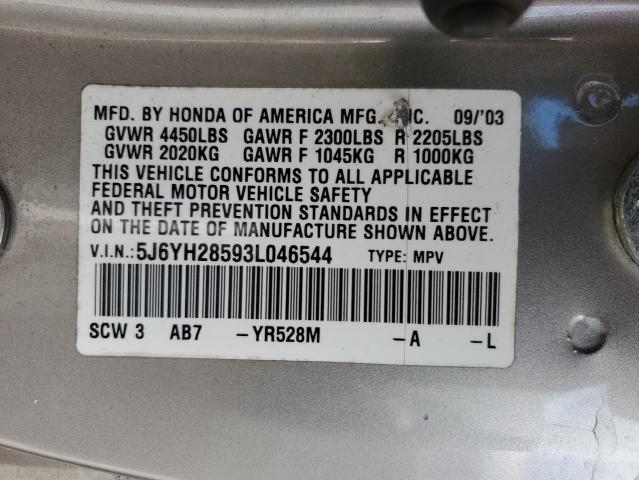 MFD. BY HONDA OF AMERICA MFG., INC. 09/'03
GVWR 4450LBS GAWR F 2300LBS R 2205LBS
GVWR 2020KG GAWR F 1045KG R 1000KG
THIS VEHICLE CONFORMS TO ALL APPLICABLE
FEDERAL MOTOR VEHICLE SAFETY
AND THEFT PREVENTION STANDARDS IN EFFECT
ON THE DATE OF MANUFACTURE SHOWN ABOVE.
V.I.N.:5J6YH28593L046544 TYPE: MPV
SCW 3 AB7 –YR528M –A –L